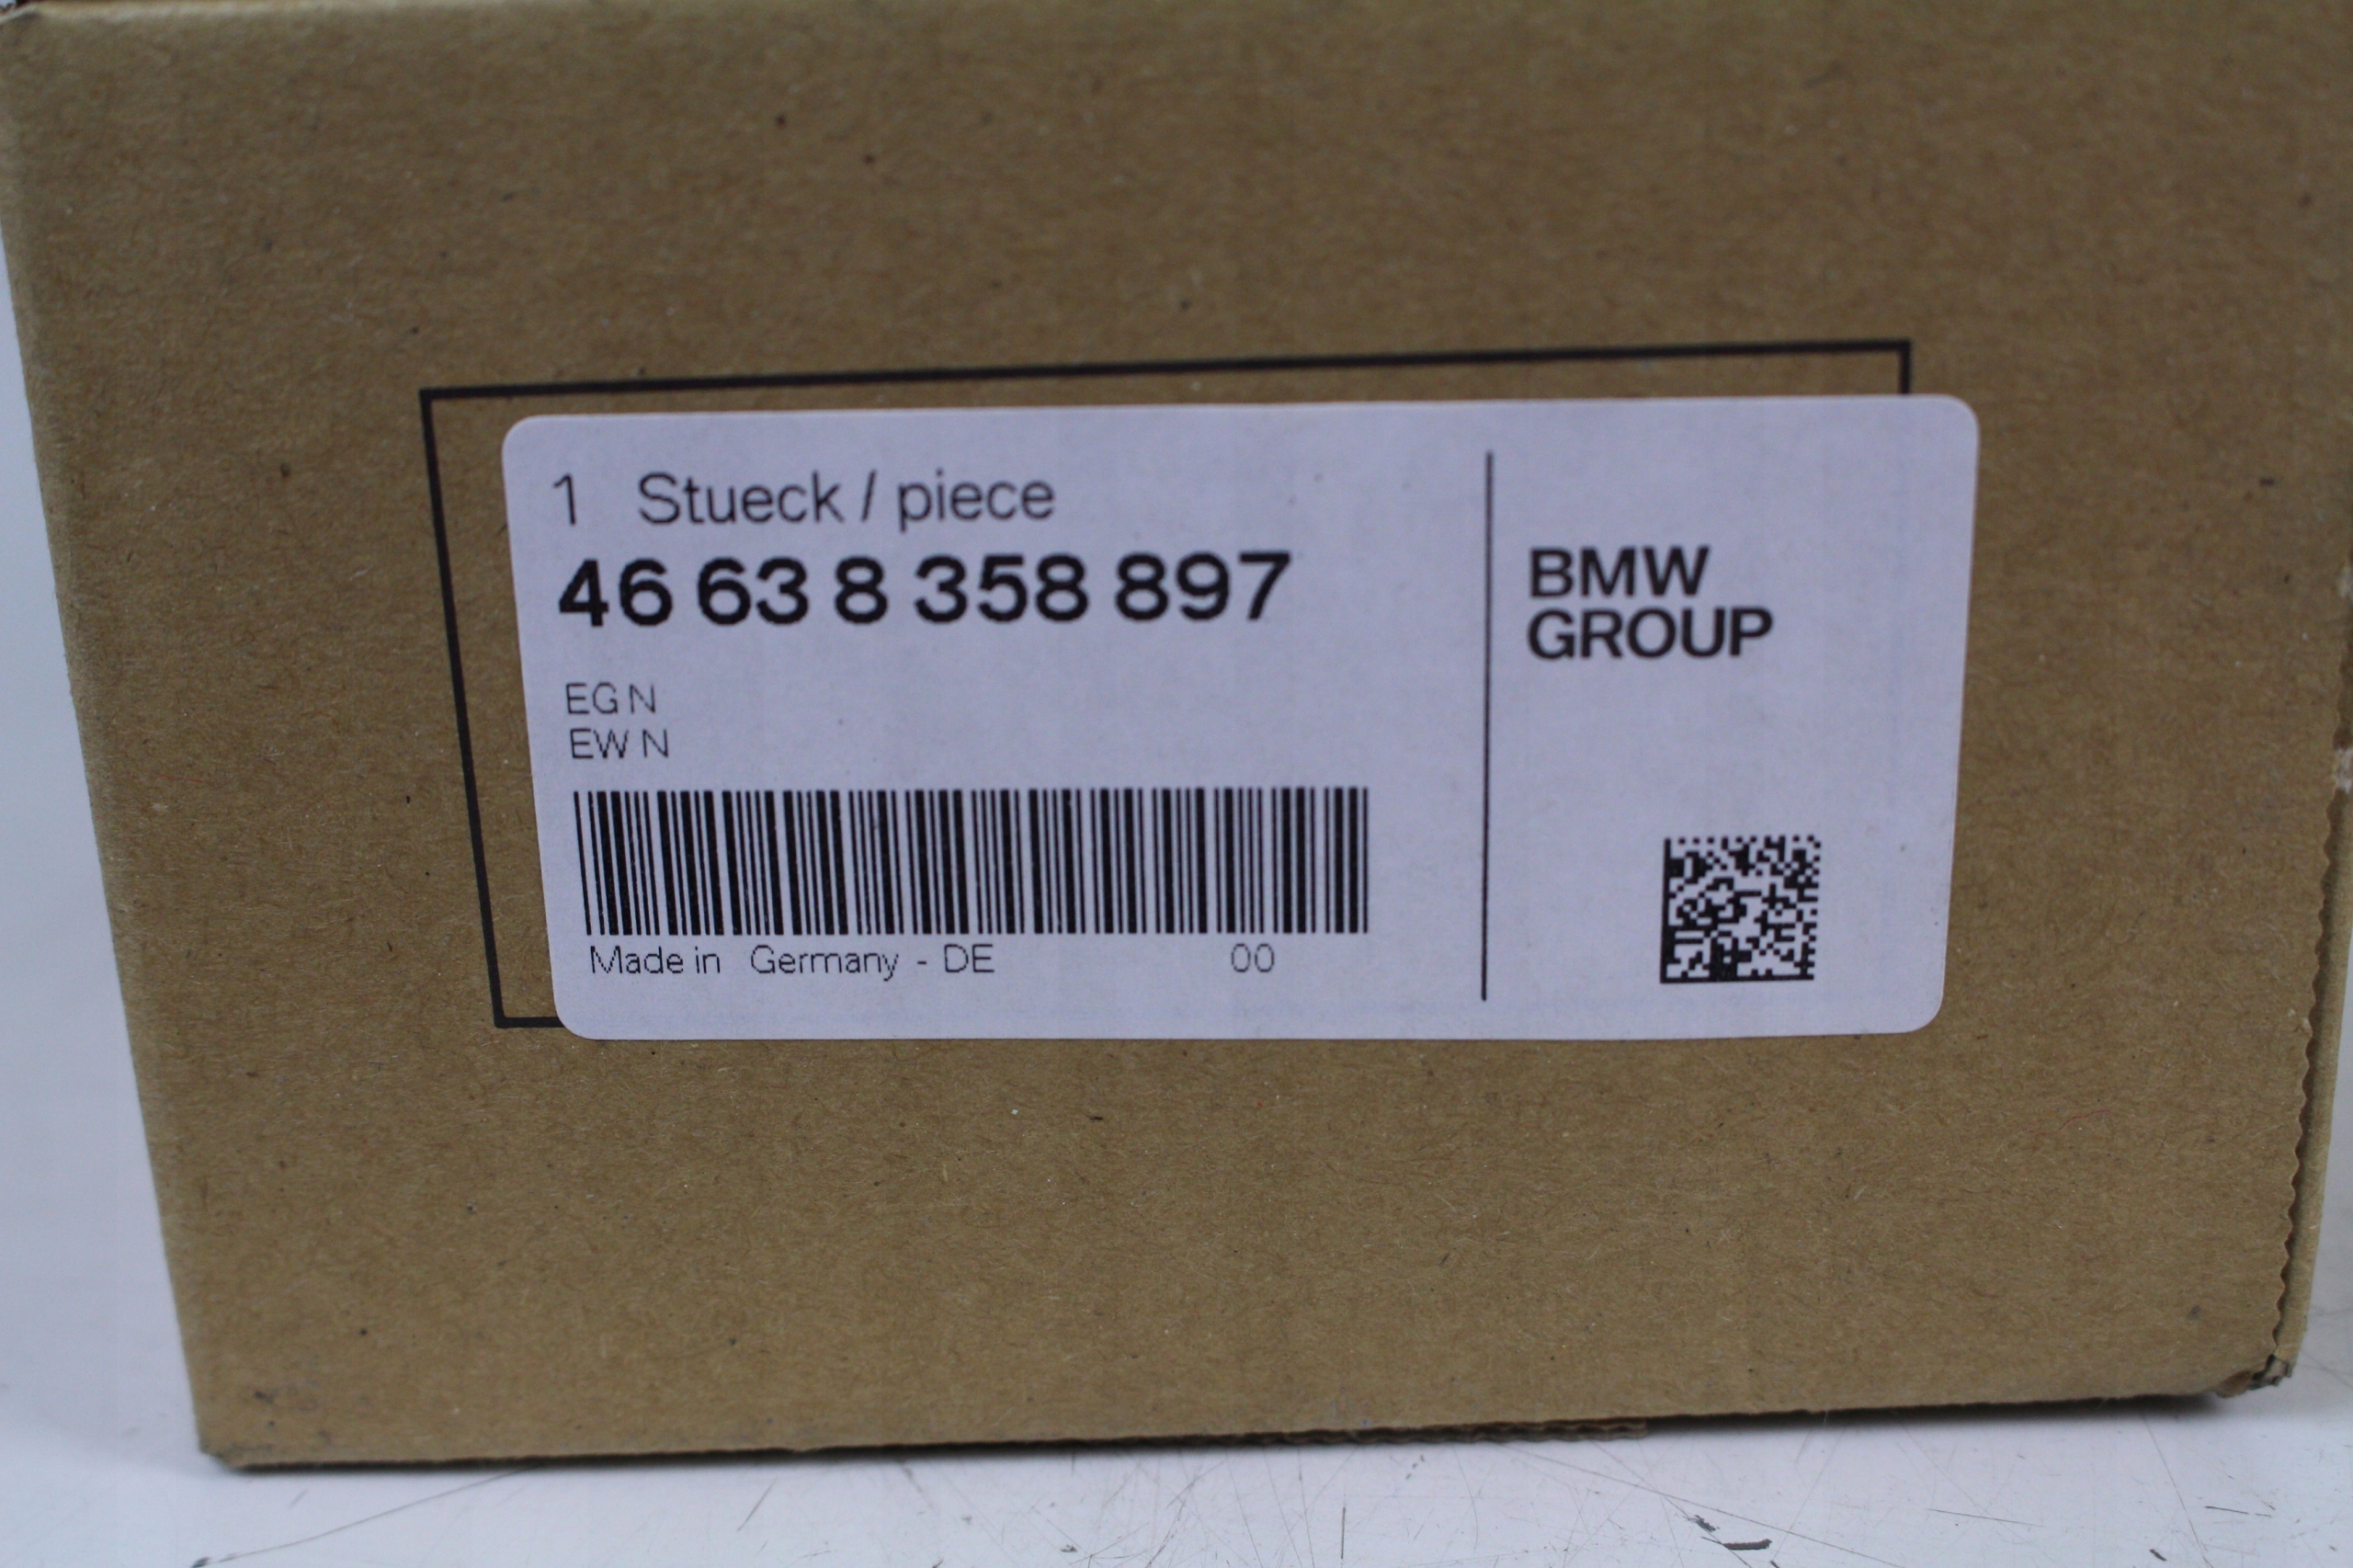 1 Stueck / piece
46 63 8 358 897
EG N
EW N
Made in Germany - DE 00
BMW
GROUP